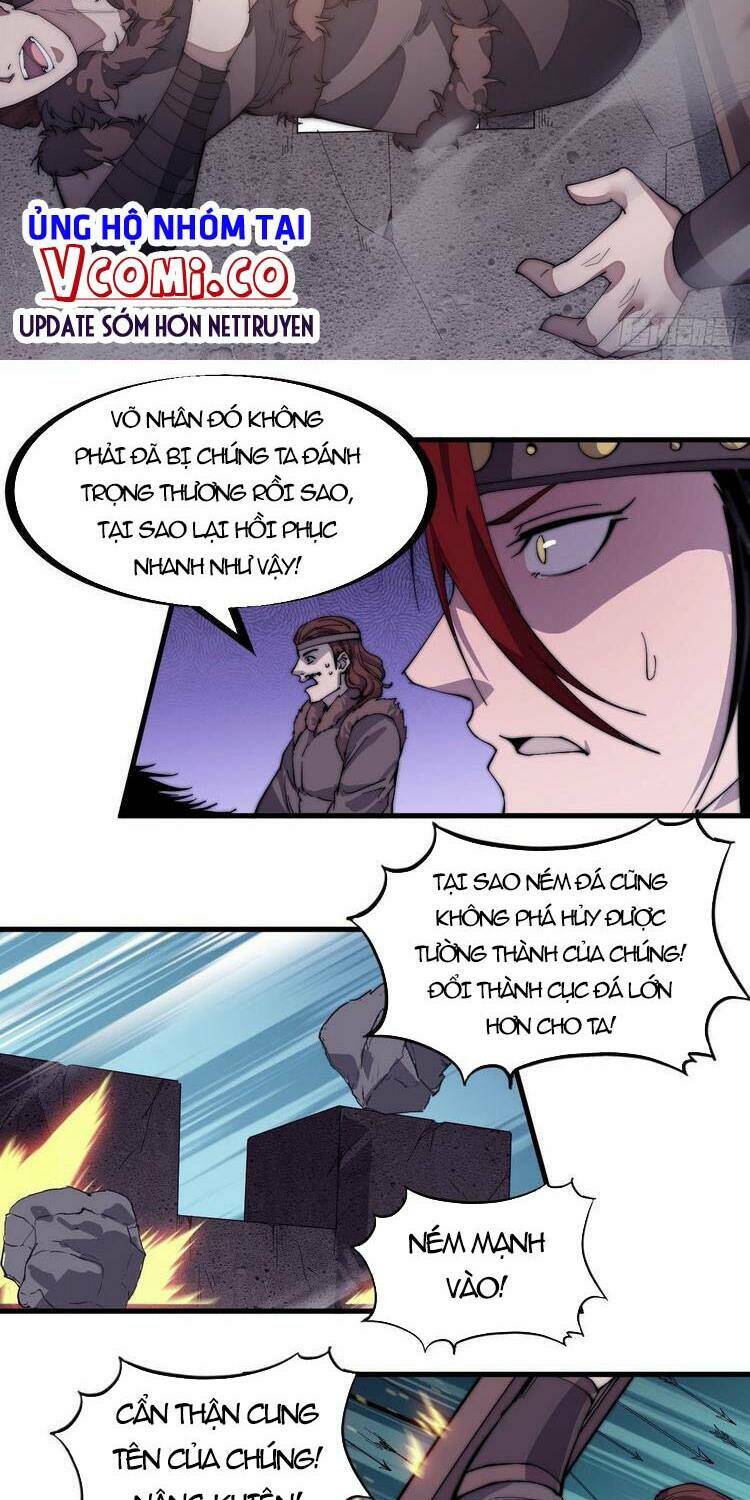 ỦNG HỘ NHÓM TẠI
VCOMI.CO
UPDATE SỚM HƠN NETTRUYEN
VÕ NHÂN ĐÓ KHÔNG
PHẢI ĐÃ BỊ CHÚNG TA ĐÁNH
TRỌNG THƯƠNG RỒI SAO,
TẠI SAO LẠI HỒI PHỤC
NHANH NHƯ VẬY!
TẠI SAO NÉM ĐÁ CŨNG
KHÔNG PHÁ HỦY ĐƯỢC
TƯỜNG THÀNH CỦA CHÚNG!
ĐỔI THÀNH CỤC ĐÁ LỚN
HƠN CHO TA!
NÉM MẠNH
VÀO!
CẨN THẬN CUNG
TÊN CỦA CHÚNG!
NÂNG KHIÊN!